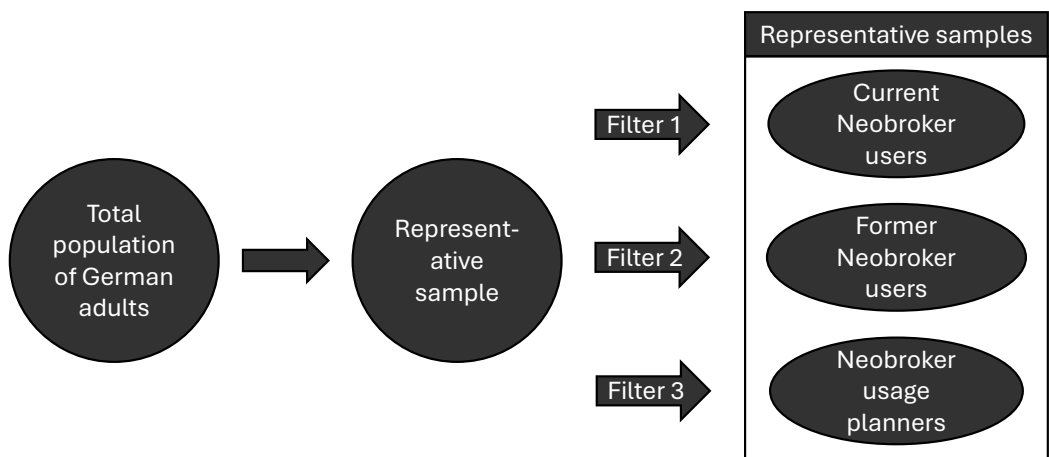 Representative samples
Total
population
of German
adults
Represent-
ative
sample
Filter 1
Current
Neobroker
users
Filter 2
Former
Neobroker
users
Filter 3
Neobroker
usage
planners